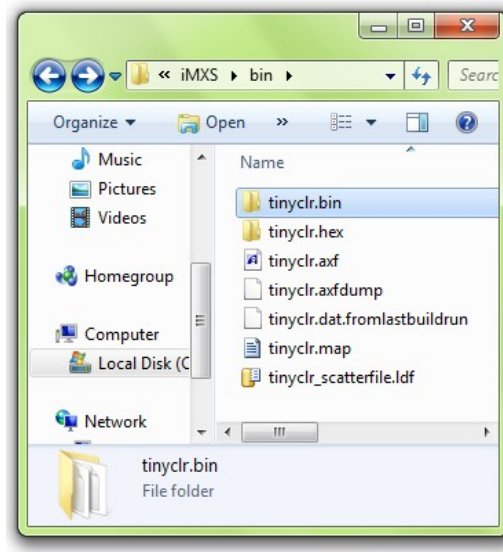 « iMXS ▸ bin ▸
Searc
Organize ▾ Open »
Music
Pictures
Videos
Homegroup
Computer
Local Disk (C
Network
Name
tinyclr.bin
tinyclr.hex
tinyclr.axf
tinyclr.axfdump
tinyclr.dat.fromlastbuildrun
tinyclr.map
tinyclr_scatterfile.ldf
tinyclr.bin
File folder